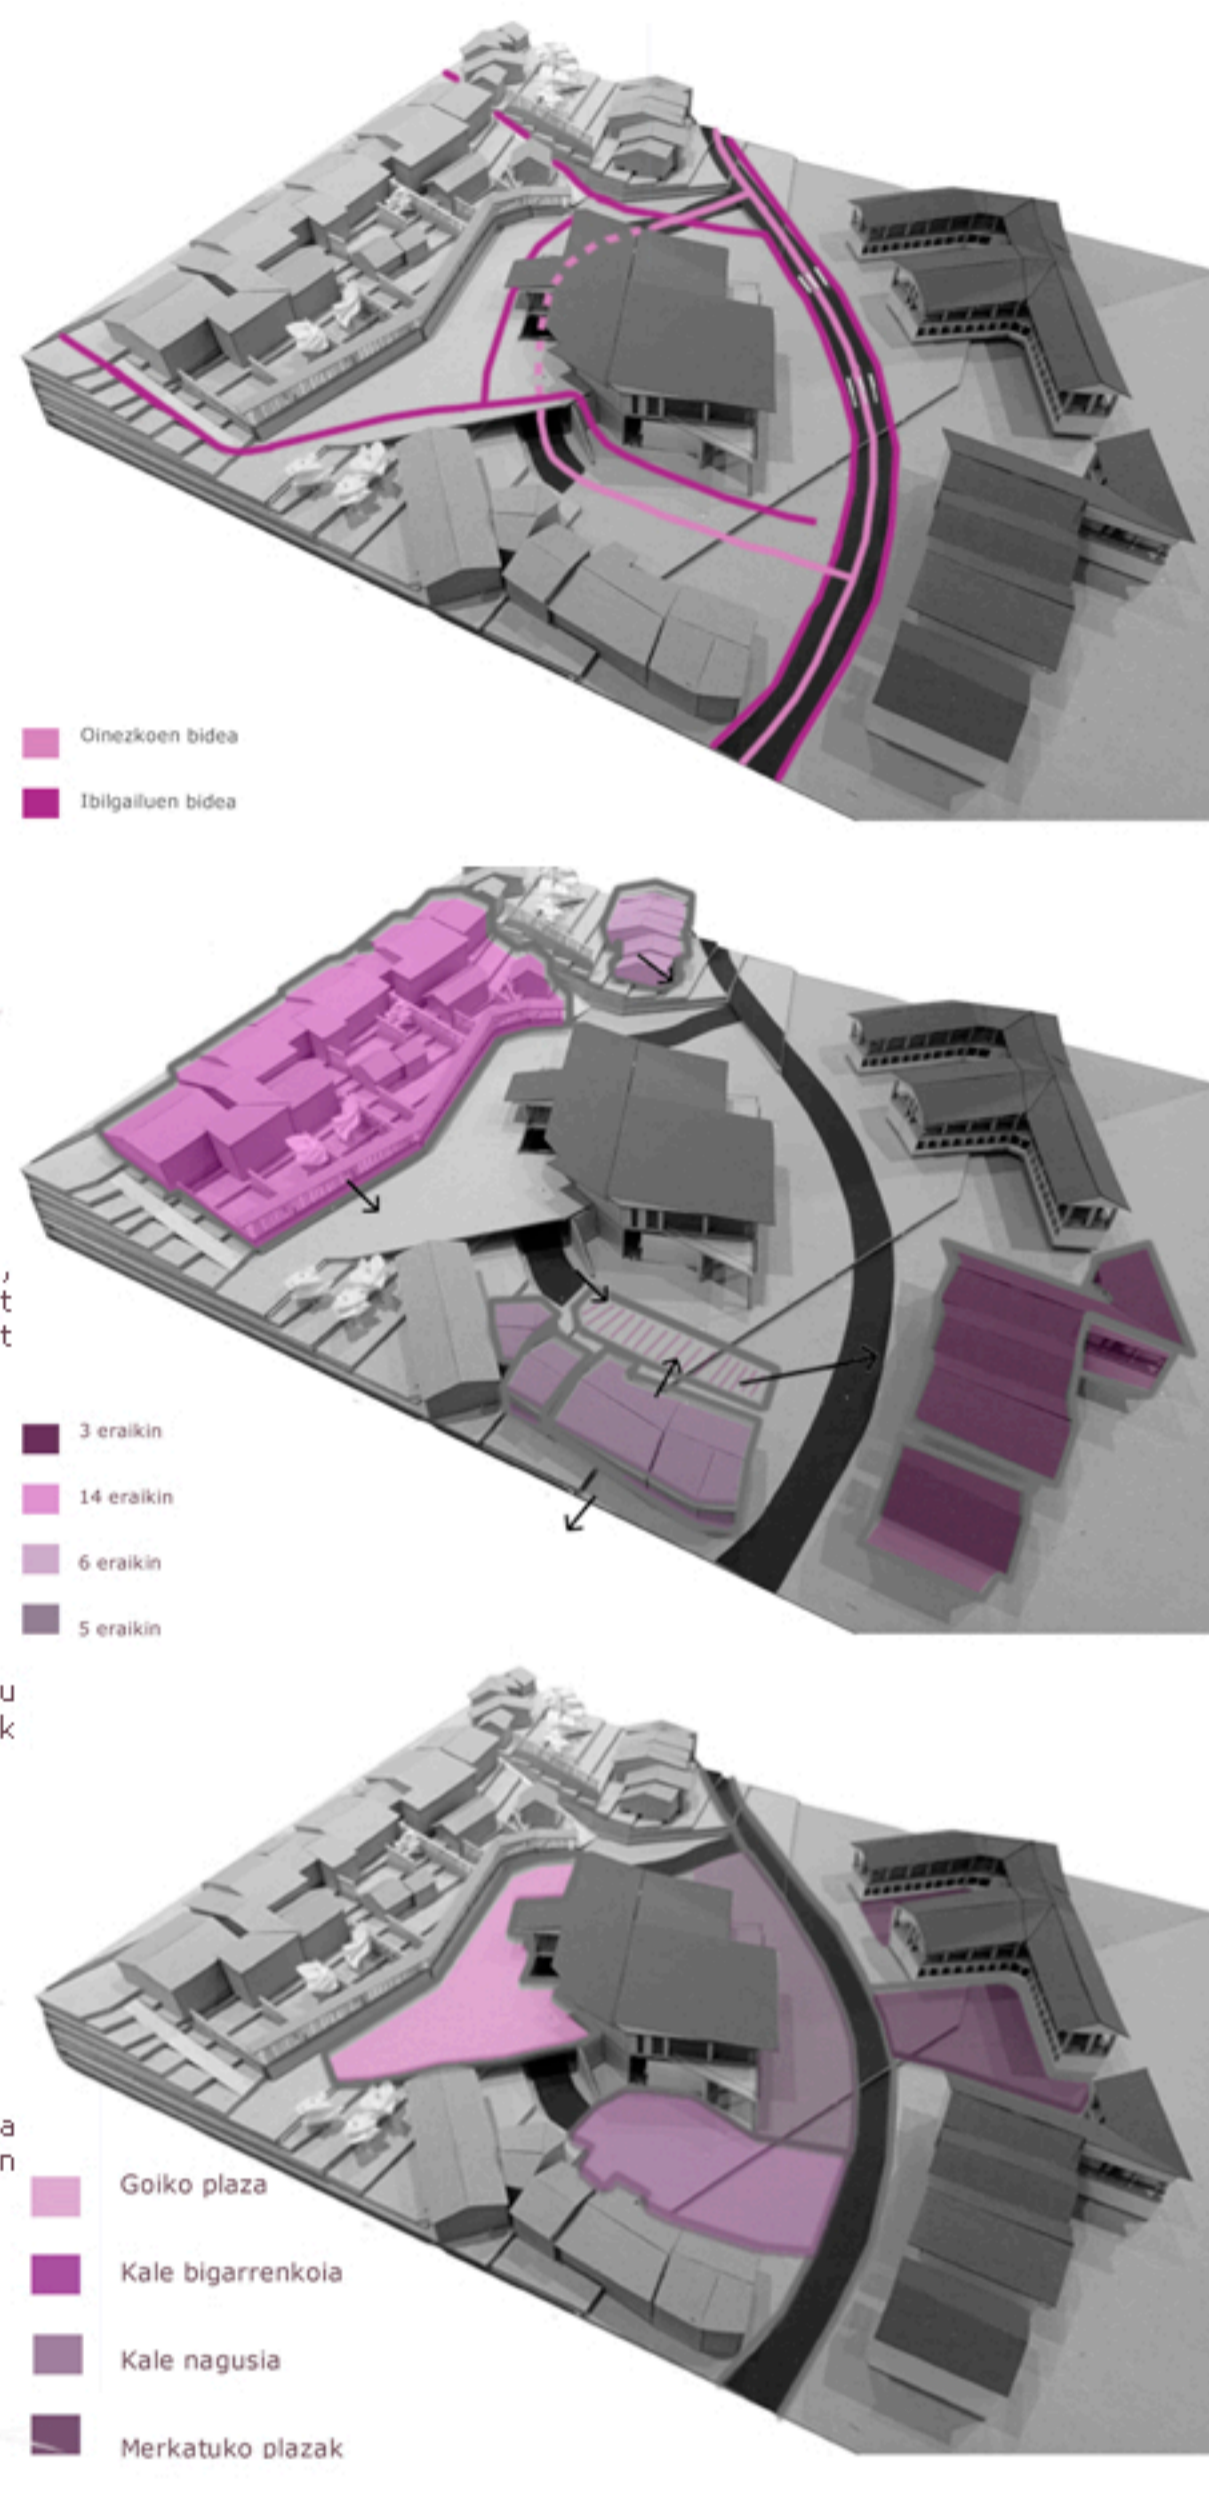 Oinezkoen bidea
Ibilgailuen bidea
,
t
t
3 eraikin
14 eraikin
6 eraikin
5 eraikin
u
k
a
n
Goiko plaza
Kale bigarrenkoia
Kale nagusia
Merkatuko plazak